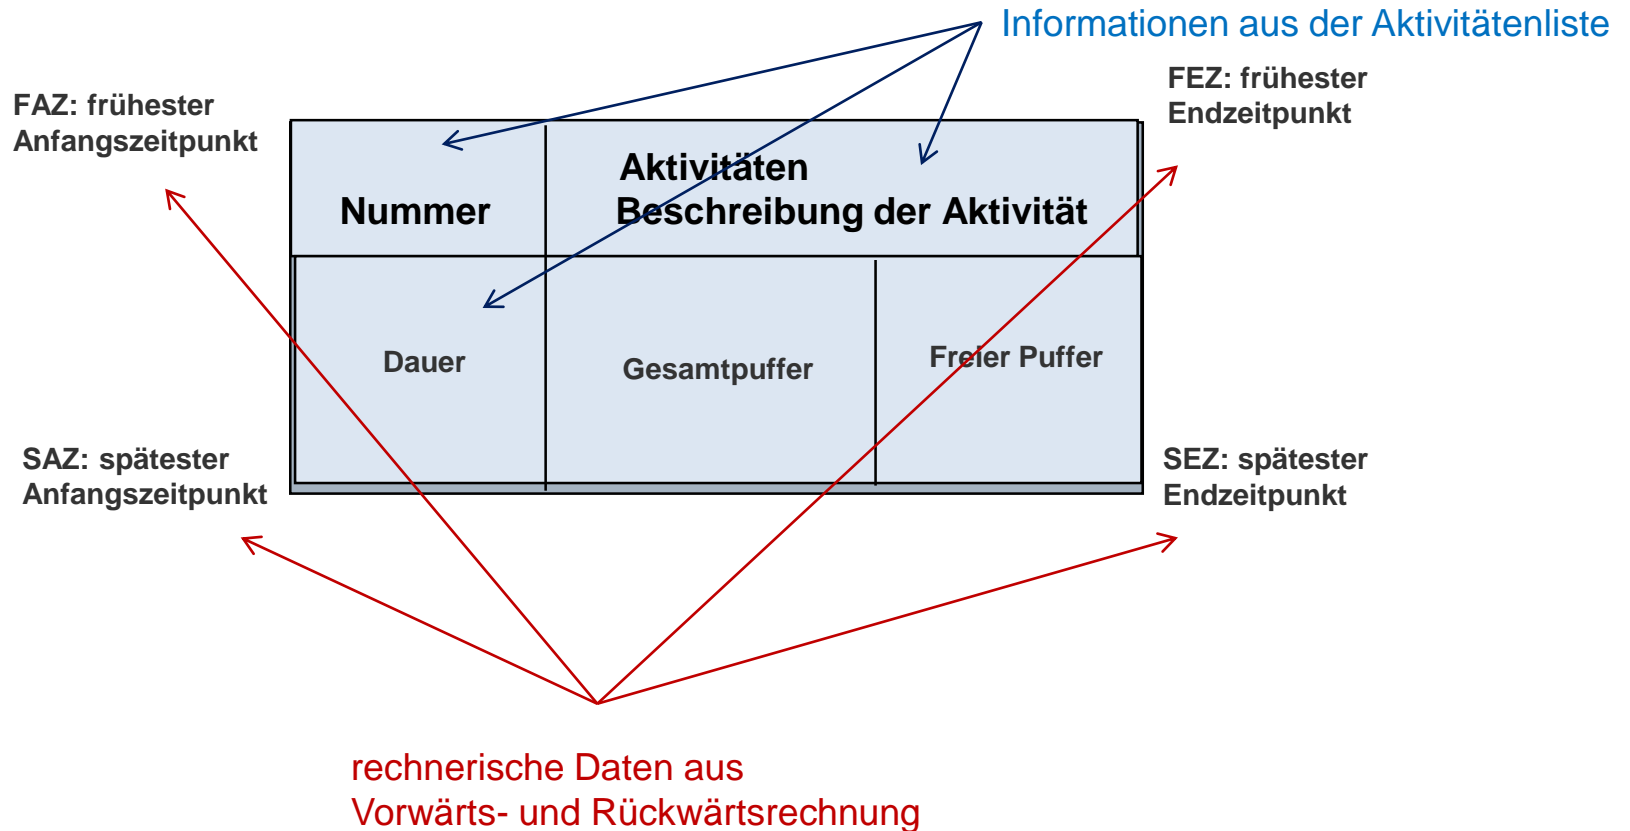 Informationen aus der Aktivitätenliste
FAZ: frühester
Anfangszeitpunkt
FEZ: frühester
Endzeitpunkt
Nummer
Aktivitäten
Beschreibung der Aktivität
Dauer
Gesamtpuffer
Freier Puffer
SAZ: spätester
Anfangszeitpunkt
SEZ: spätester
Endzeitpunkt
rechnerische Daten aus
Vorwärts- und Rückwärtsrechnung